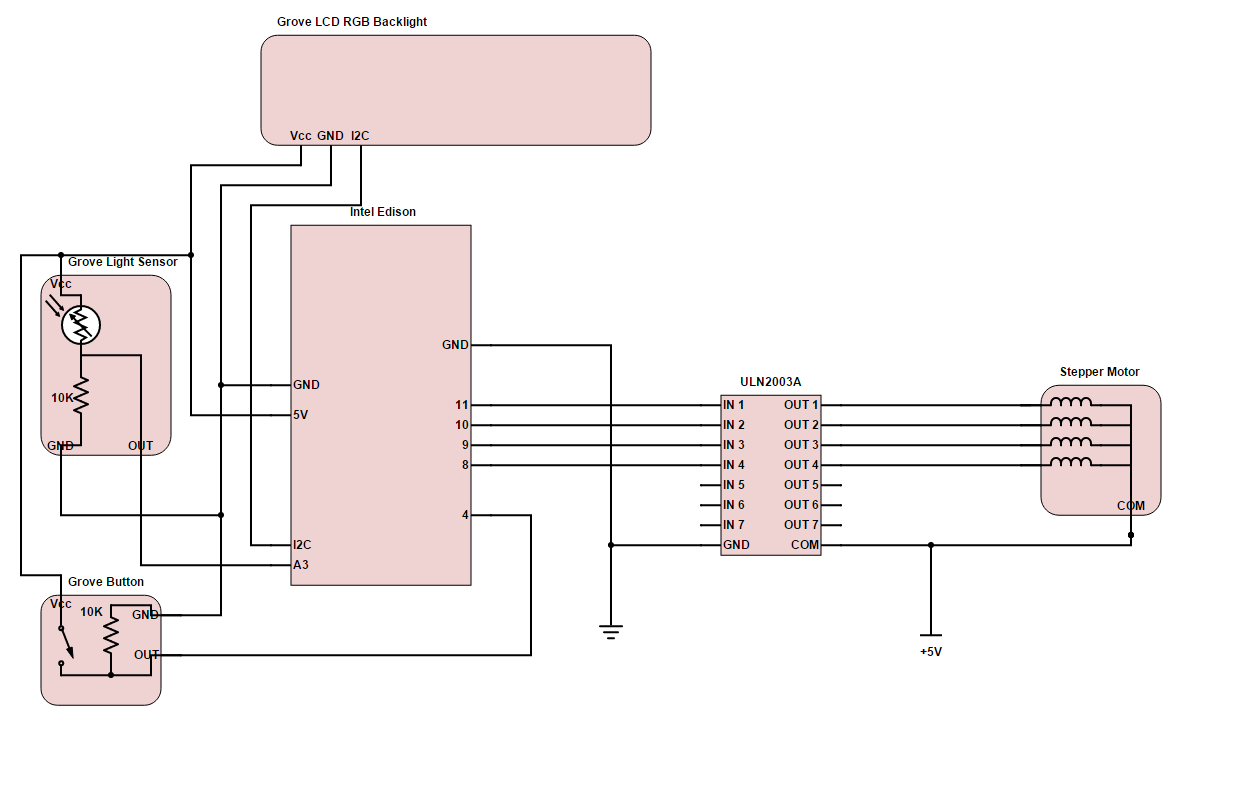 Grove LCD RGB Backlight
Vcc GND I2C
Intel Edison
Grove Light Sensor
Vcc
10K
GND OUT
GND
GND
5V
11
10
9
8
4
I2C
A3
ULN2003A
IN 1 OUT 1
IN 2 OUT 2
IN 3 OUT 3
IN 4 OUT 4
IN 5 OUT 5
IN 6 OUT 6
IN 7 OUT 7
GND COM
Stepper Motor
COM
+5V
Grove Button
Vcc
10K
GND
OUT